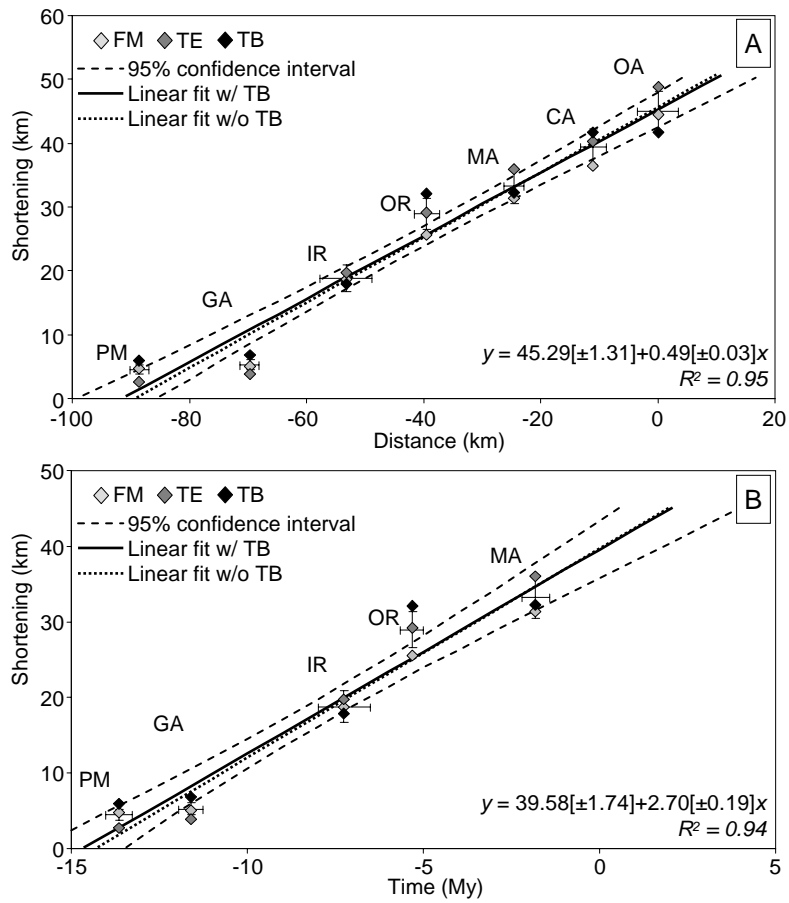 60
50
40
30
20
10
0
Shortening (km)
FM TE TB
95% confidence interval
Linear fit w/ TB
Linear fit w/o TB
A
OA
CA
MA
OR
IR
GA
PM
y = 45.29[±1.31]+0.49[±0.03]x
R² = 0.95
-100 -80 -60 -40 -20 0 20
Distance (km)
50
40
30
20
10
0
Shortening (km)
FM TE TB
95% confidence interval
Linear fit w/ TB
Linear fit w/o TB
B
MA
OR
IR
GA
PM
y = 39.58[±1.74]+2.70[±0.19]x
R² = 0.94
-15 -10 -5 0 5
Time (My)